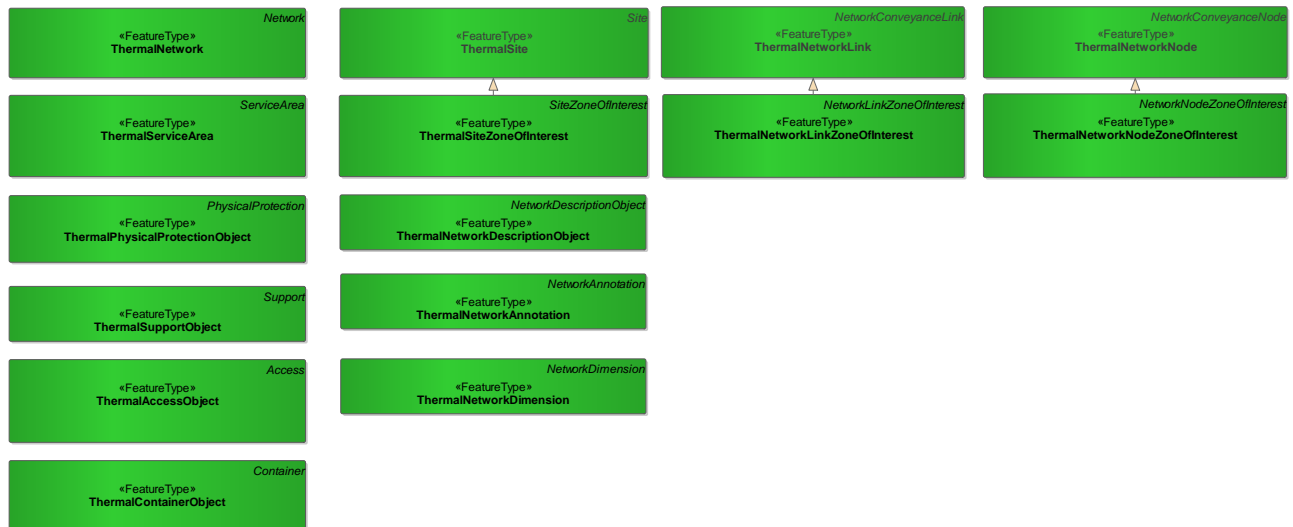 Network
«FeatureType»
ThermalNetwork
Site
«FeatureType»
ThermalSite
NetworkConveyanceLink
«FeatureType»
ThermalNetworkLink
NetworkConveyanceNode
«FeatureType»
ThermalNetworkNode
ServiceArea
«FeatureType»
ThermalServiceArea
SiteZoneOfInterest
«FeatureType»
ThermalSiteZoneOfInterest
NetworkLinkZoneOfInterest
«FeatureType»
ThermalNetworkLinkZoneOfInterest
NetworkNodeZoneOfInterest
«FeatureType»
ThermalNetworkNodeZoneOfInterest
PhysicalProtection
«FeatureType»
ThermalPhysicalProtectionObject
NetworkDescriptionObject
«FeatureType»
ThermalNetworkDescriptionObject
Support
«FeatureType»
ThermalSupportObject
NetworkAnnotation
«FeatureType»
ThermalNetworkAnnotation
Access
«FeatureType»
ThermalAccessObject
NetworkDimension
«FeatureType»
ThermalNetworkDimension
Container
«FeatureType»
ThermalContainerObject